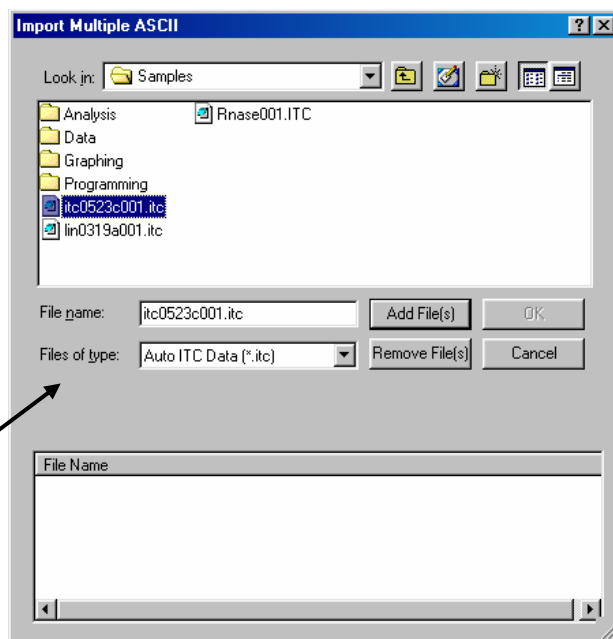 Import Multiple ASCII
Look in: Samples
Analysis
Data
Graphing
Programming
itc0523c001.itc
lin0319a001.itc
Rnase001.ITC
File name: itc0523c001.itc Add File(s) OK
Files of type: Auto ITC Data (*.itc) Remove File(s) Cancel
File Name